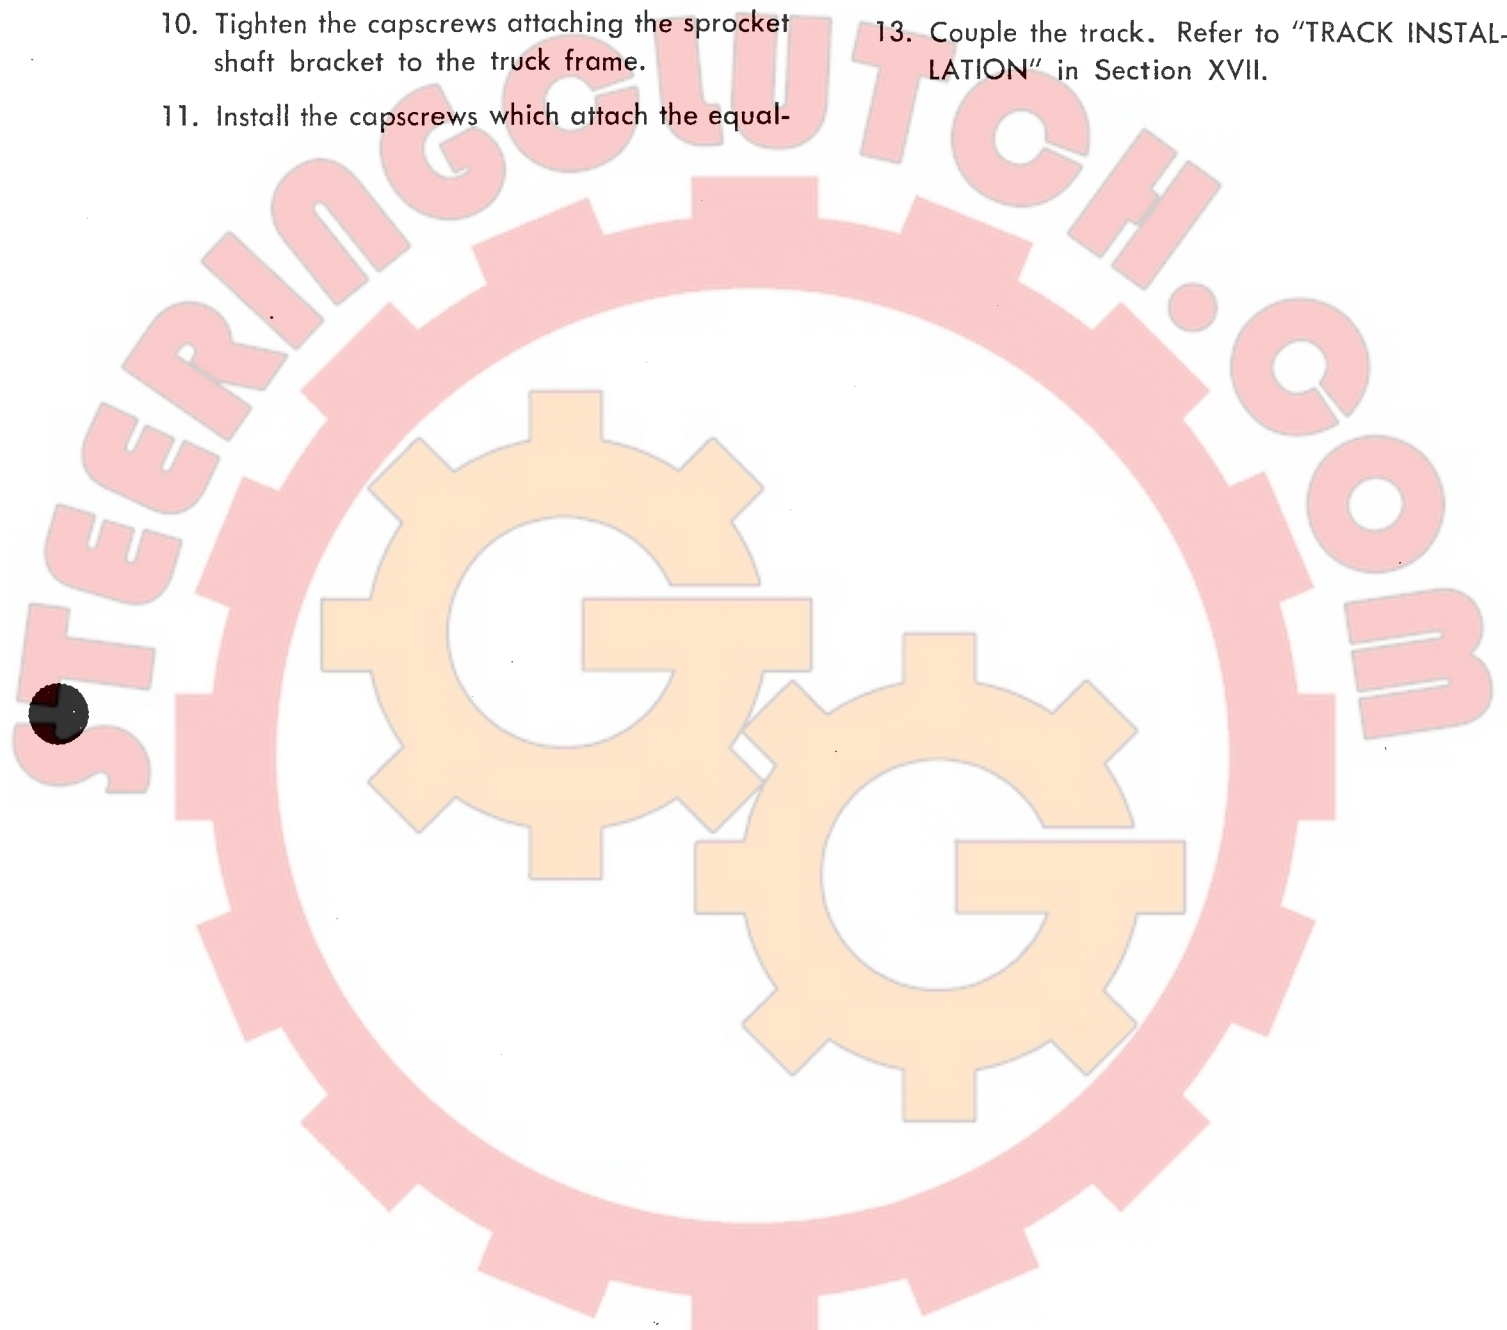 10. Tighten the capscrews attaching the sprocket
shaft bracket to the truck frame.
11. Install the capscrews which attach the equal-
13. Couple the track. Refer to "TRACK INSTAL-
LATION" in Section XVII.
STEERINGCLUTCH.COM
GG